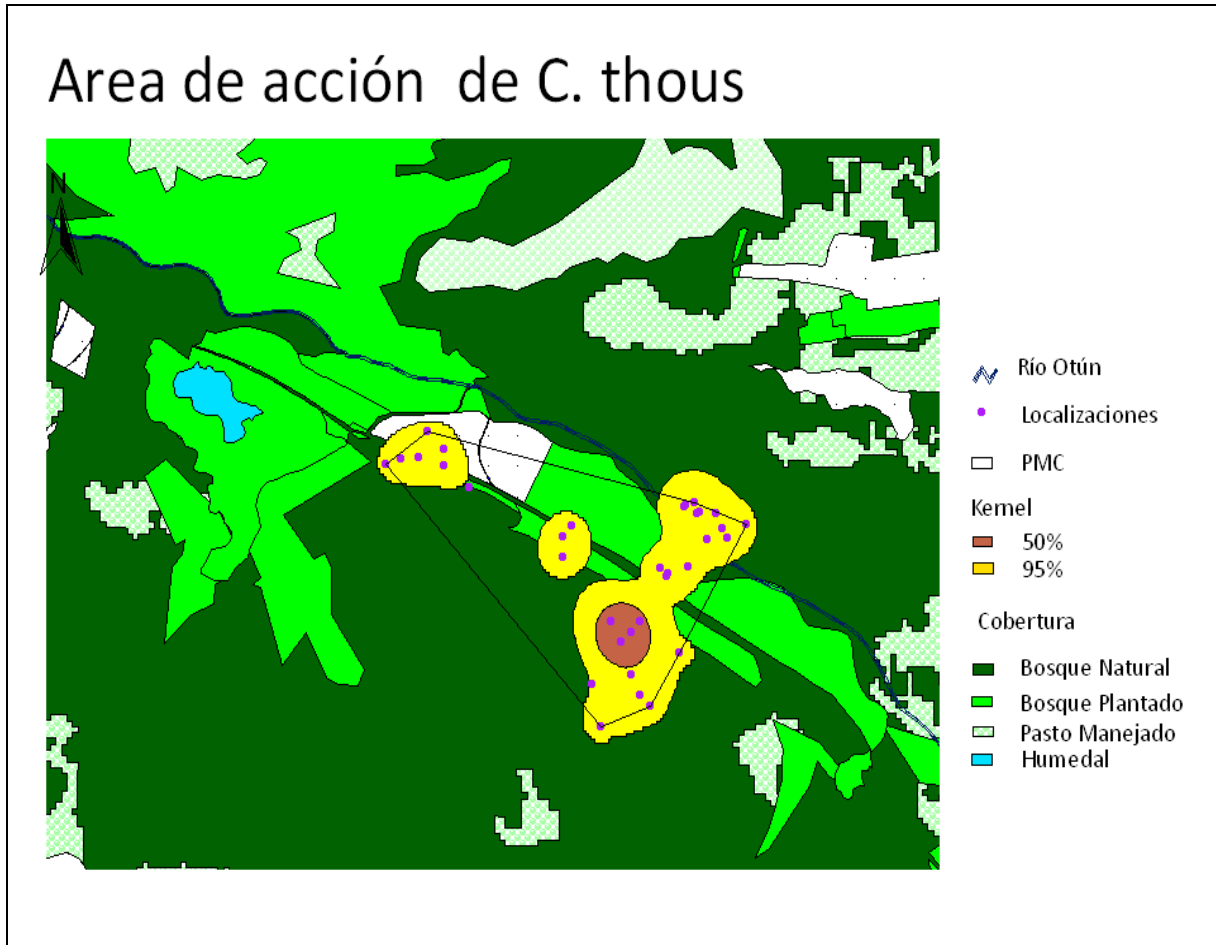 Area de acción de C. thous
N
Río Otún
Localizaciones
PMC
Kernel
50%
95%
Cobertura
Bosque Natural
Bosque Plantado
Pasto Manejado
Humedal